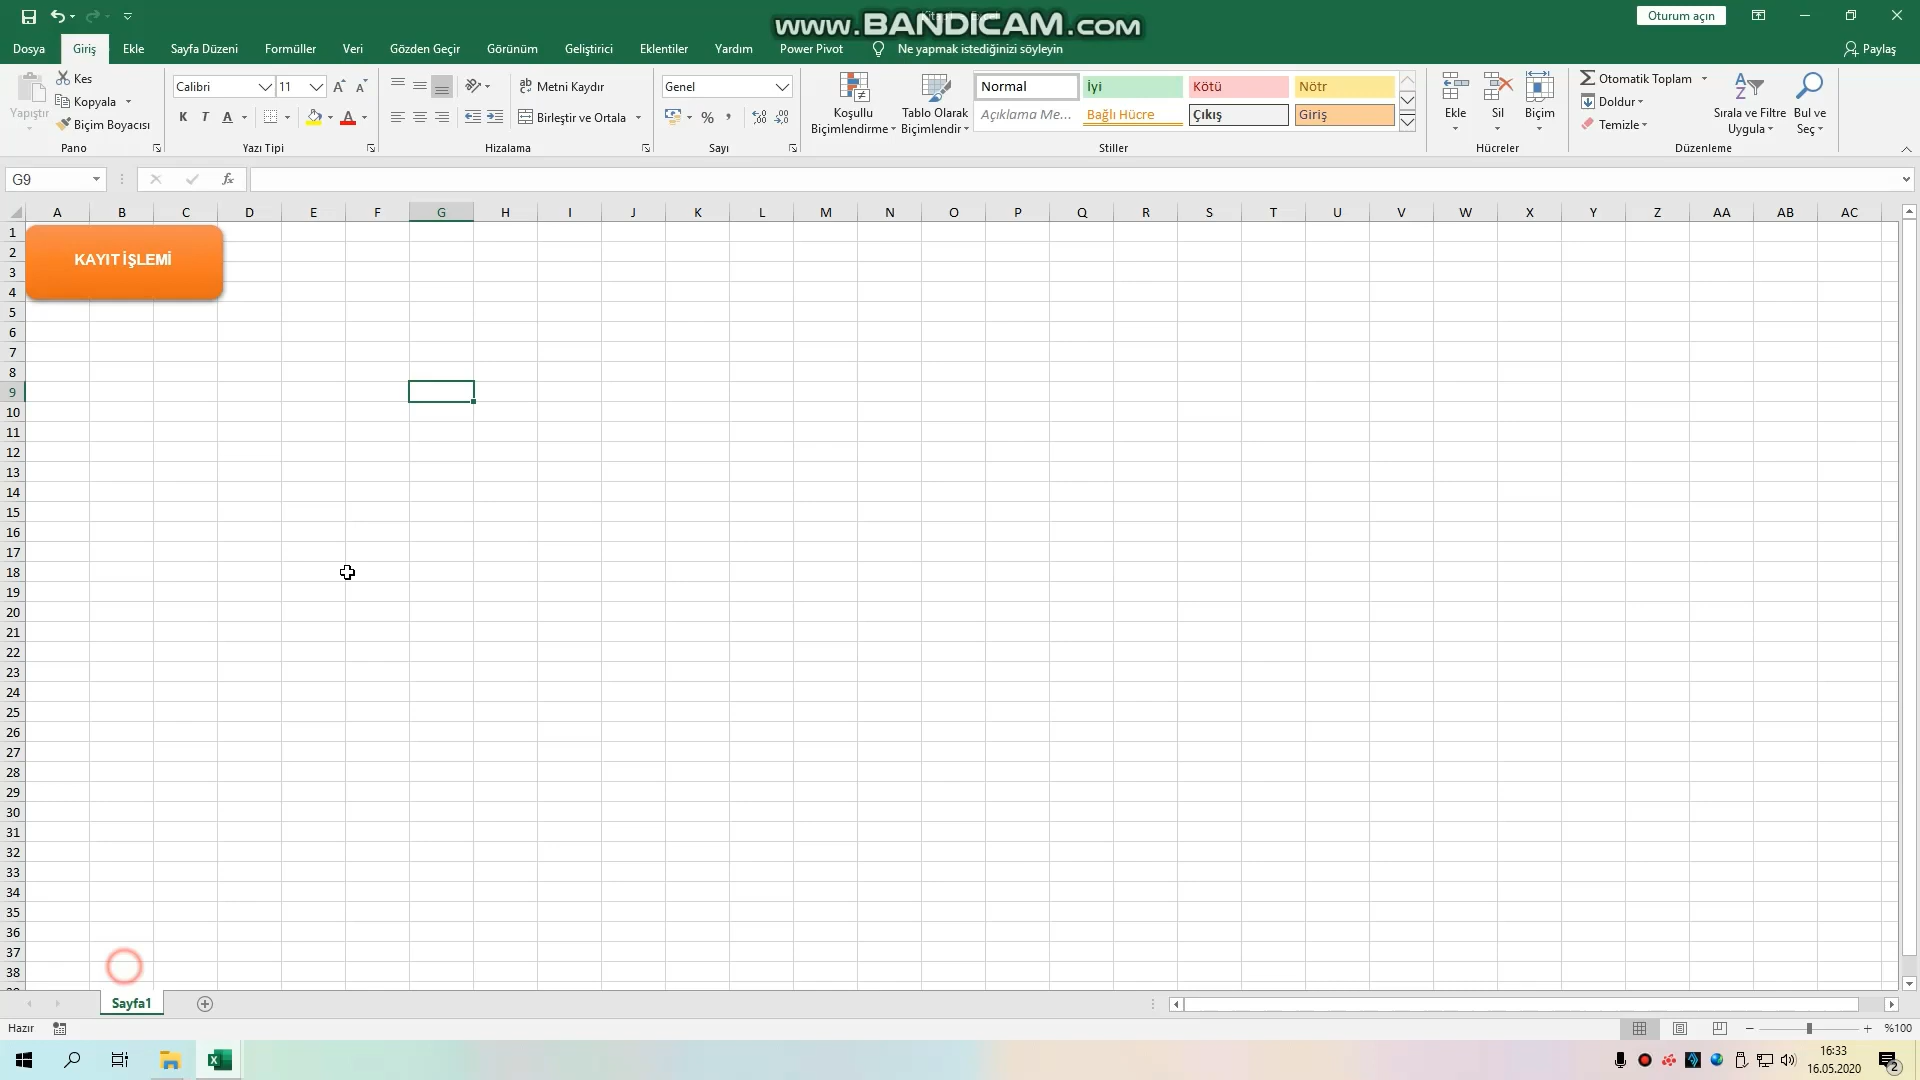 www.BANDICAM.com
Oturum açın
Dosya Giriş Ekle Sayfa Düzeni Formüller Veri Gözden Geçir Görünüm Geliştirici Eklentiler Yardım Power Pivot Ne yapmak istediğinizi söyleyin Paylaş
Yapıştır
Kes
Kopyala
Biçim Boyacısı
Pano
Calibri 11
K T A
Yazı Tipi
Metni Kaydır
Birleştir ve Ortala
Hizalama
Genel
Sayı
Koşullu Biçimlendirme
Tablo Olarak Biçimlendir
Normal İyi Kötü Nötr
Açıklama Me... Bağlı Hücre Çıkış Giriş
Stiller
Ekle Sil Biçim
Hücreler
Otomatik Toplam
Doldur
Temizle
Sırala ve Filtre Uygula
Bul ve Seç
Düzenleme
G9
fx
A B C D E F G H I J K L M N O P Q R S T U V W X Y Z AA AB AC
1
2
3
4
5
6
7
8
9
10
11
12
13
14
15
16
17
18
19
20
21
22
23
24
25
26
27
28
29
30
31
32
33
34
35
36
37
38
KAYIT İŞLEMİ
Sayfa1
Hazır
%100
16:33
16.05.2020
2